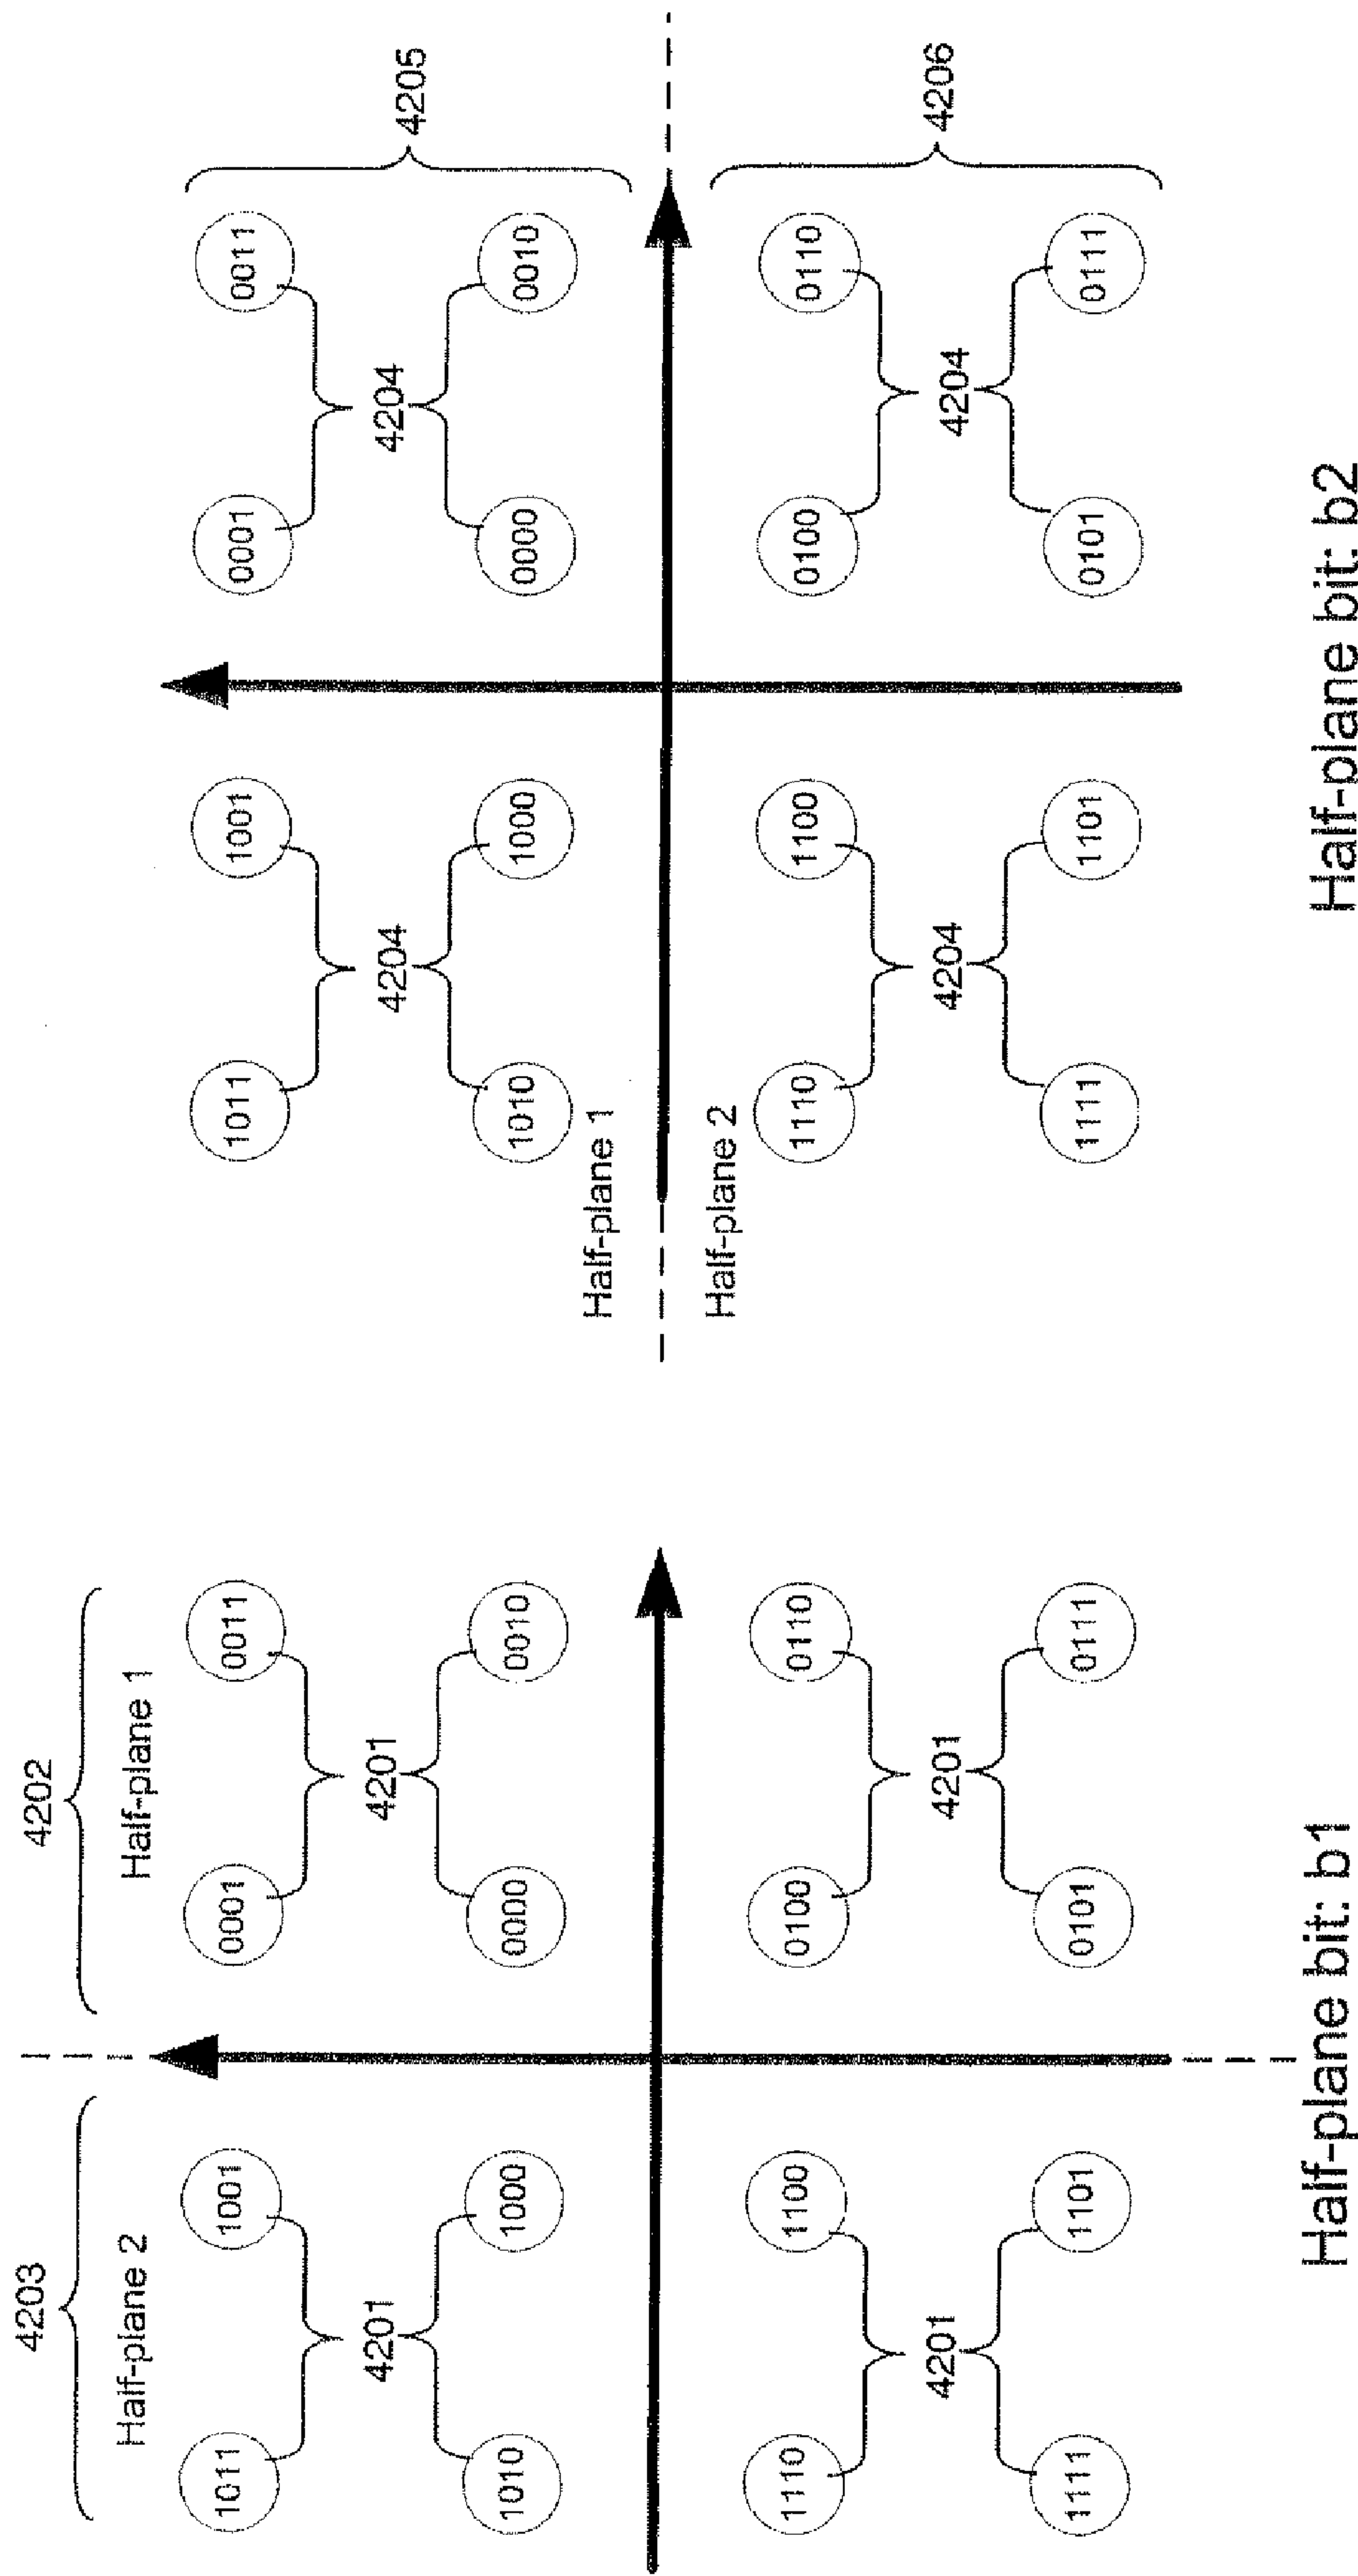 4203 4202
Half-plane 2 Half-plane 1
1011 1001 0001 0011
4201 4201
1010 1000 0000 0010
1110 1100 0100 0110
4201 4201
1111 1101 0101 0111
Half-plane bit: b1
1011 1001 0001 0011
4204 4204 4205
1010 1000 0000 0010
Half-plane 1
Half-plane 2
1110 1100 0100 0110
4204 4204 4206
1111 1101 0101 0111
Half-plane bit: b2